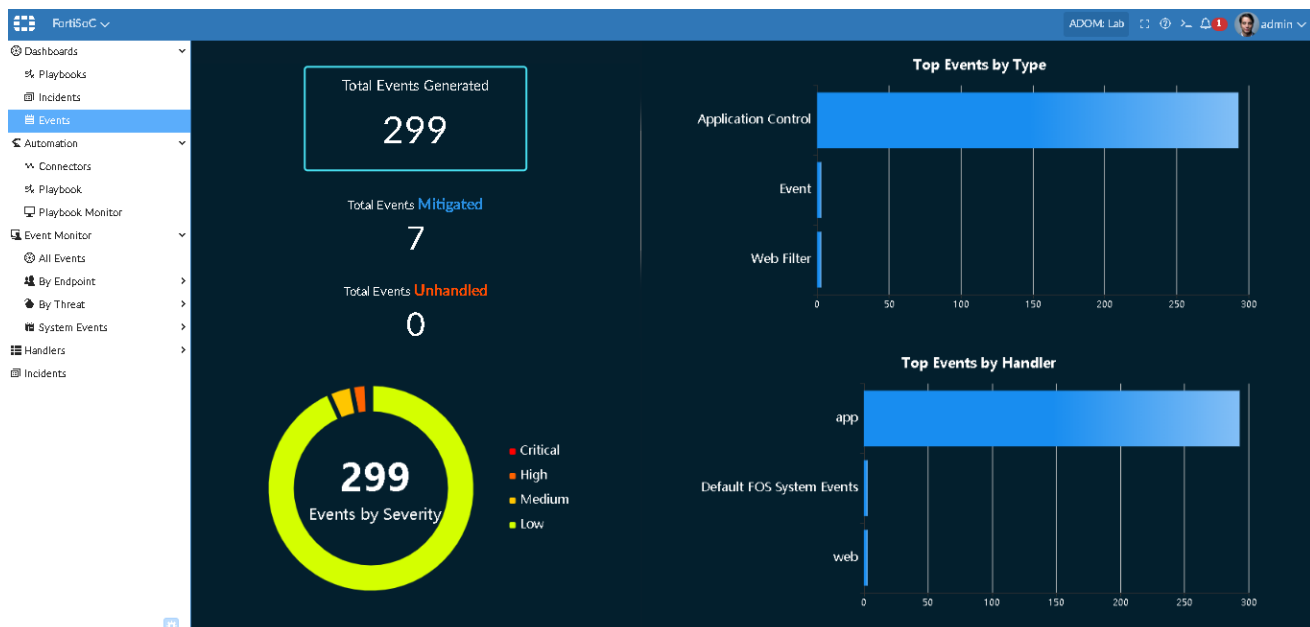 FortiSoC
ADOM: Lab
1
admin
Dashboards
Playbooks
Incidents
Events
Automation
Connectors
Playbook
Playbook Monitor
Event Monitor
All Events
By Endpoint
By Threat
System Events
Handlers
Incidents
Total Events Generated
299
Total Events Mitigated
7
Total Events Unhandled
0
299
Events by Severity
Critical
High
Medium
Low
Top Events by Type
Application Control
Event
Web Filter
0 50 100 150 200 250 300
Top Events by Handler
app
Default FOS System Events
web
0 50 100 150 200 250 300